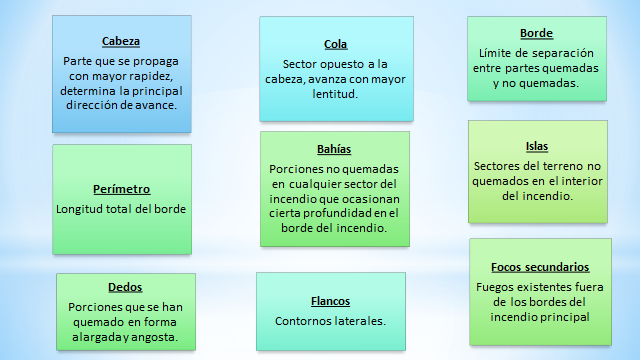 Cabeza
Parte que se propaga
con mayor rapidez,
determina la principal
dirección de avance.
Cola
Sector opuesto a la
cabeza, avanza con mayor
lentitud.
Borde
Límite de separación
entre partes quemadas
y no quemadas.
Perímetro
Longitud total del borde
Bahías
Porciones no quemadas
en cualquier sector del
incendio que ocasionan
cierta profundidad en el
borde del incendio.
Islas
Sectores del terreno no
quemados en el interior
del incendio.
Dedos
Porciones que se han
quemado en forma
alargada y angosta.
Flancos
Contornos laterales.
Focos secundarios
Fuegos existentes fuera
de los bordes del
incendio principal